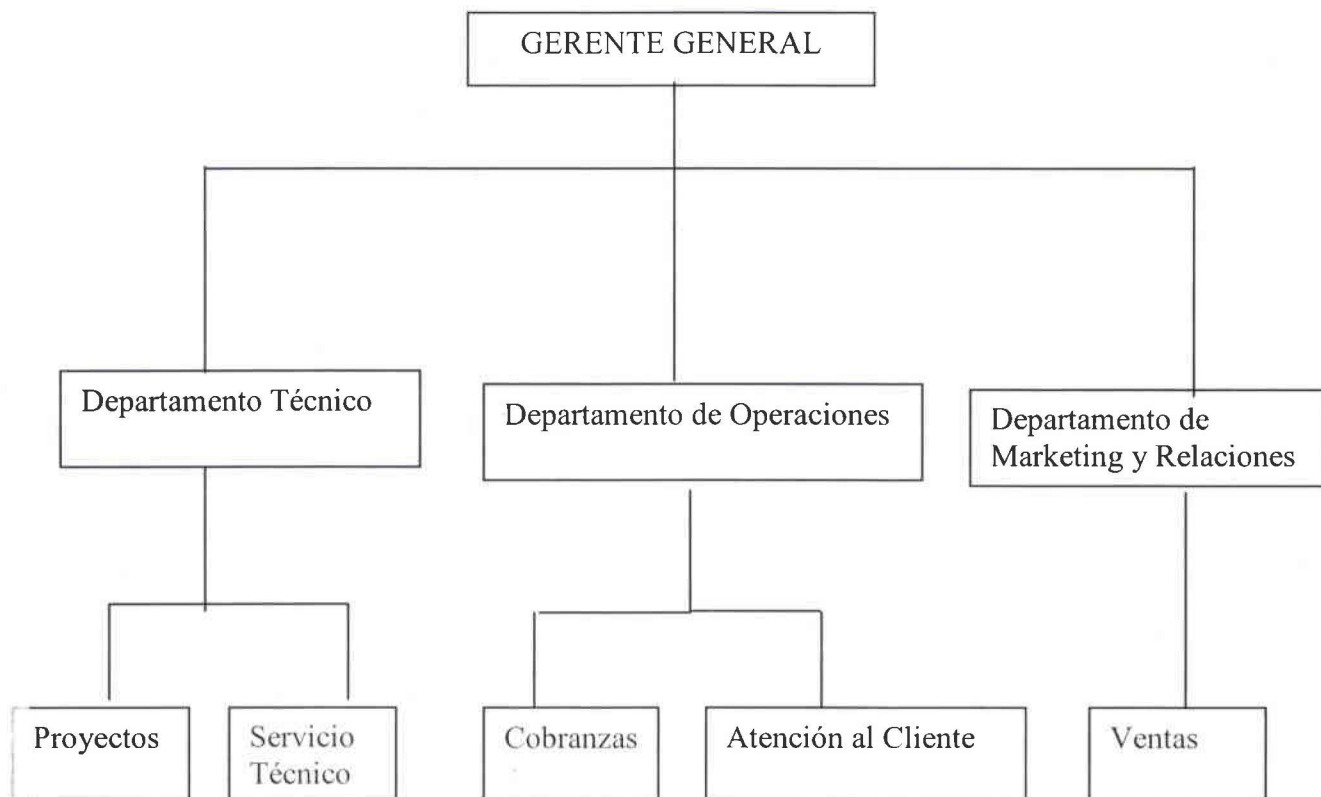 GERENTE GENERAL
Departamento Técnico
Departamento de Operaciones
Departamento de
Marketing y Relaciones
Proyectos
Servicio
Técnico
Cobranzas
Atención al Cliente
Ventas